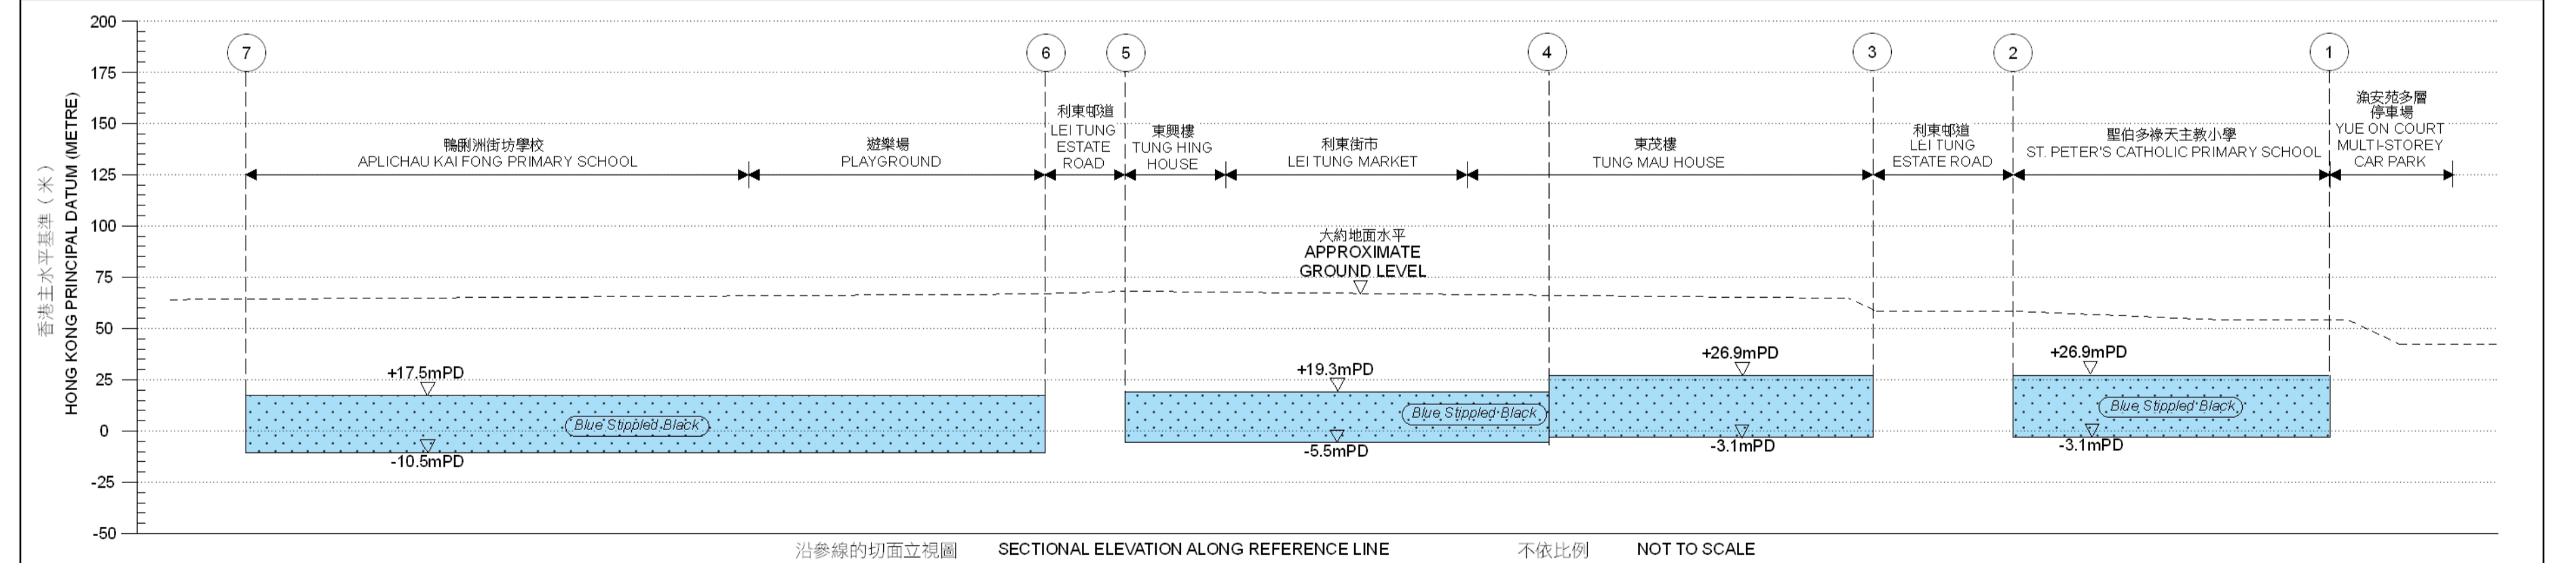 香港主水平基準（米）
HONG KONG PRINCIPAL DATUM (METRE)
200
175
150
125
100
75
50
25
0
-25
-50
7
6
5
4
3
2
1
鴨脷洲街坊學校
APLICHAU KAI FONG PRIMARY SCHOOL
遊樂場
PLAYGROUND
利東邨道
LEI TUNG
ESTATE
ROAD
東興樓
TUNG HING
HOUSE
利東街市
LEI TUNG MARKET
東茂樓
TUNG MAU HOUSE
利東邨道
LEI TUNG
ESTATE ROAD
聖伯多祿天主教小學
ST. PETER'S CATHOLIC PRIMARY SCHOOL
漁安苑多層
停車場
YUE ON COURT
MULTI-STOREY
CAR PARK
大約地面水平
APPROXIMATE
GROUND LEVEL
+17.5mPD
Blue Stippled Black
-10.5mPD
+19.3mPD
Blue Stippled Black
-5.5mPD
+26.9mPD
-3.1mPD
+26.9mPD
Blue Stippled Black
-3.1mPD
沿參線的切面立視圖 SECTIONAL ELEVATION ALONG REFERENCE LINE 不依比例 NOT TO SCALE